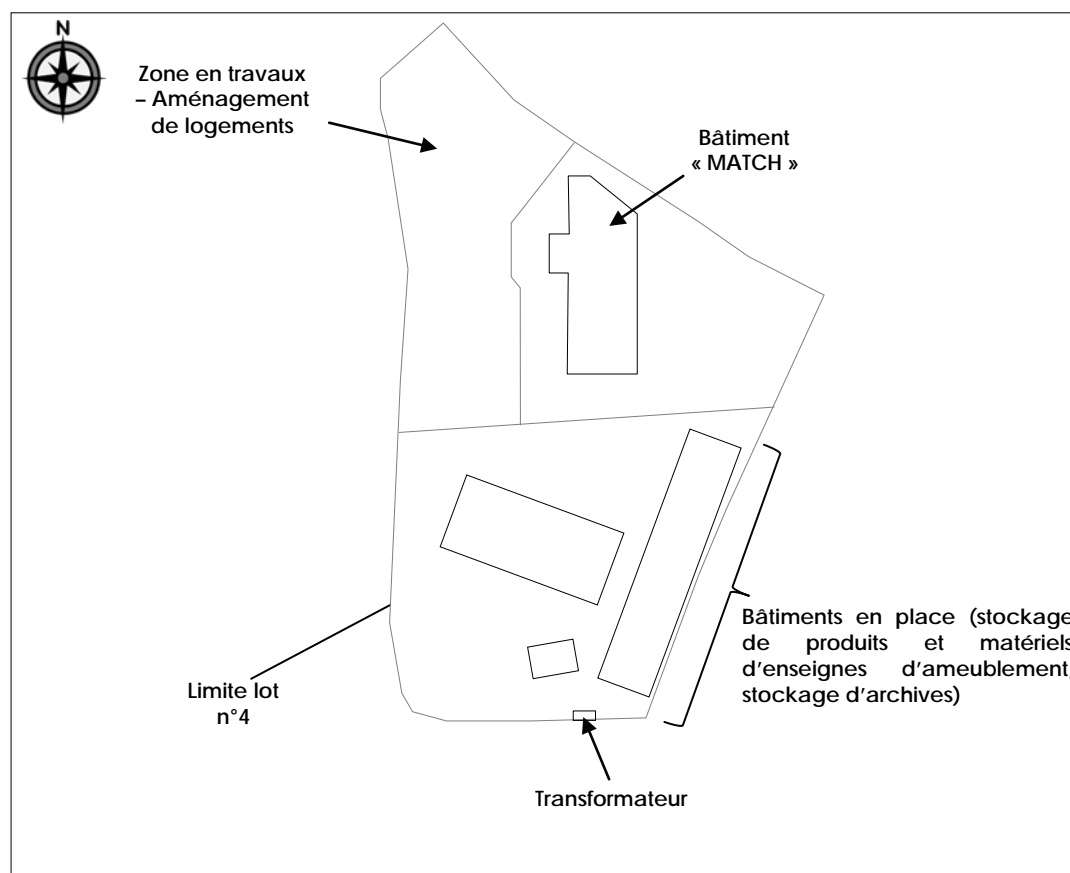 N
Zone en travaux
– Aménagement
de logements
Bâtiment
« MATCH »
Bâtiments en place (stockage
de produits et matériels
d'enseignes d'ameublement,
stockage d'archives)
Limite lot
n°4
Transformateur